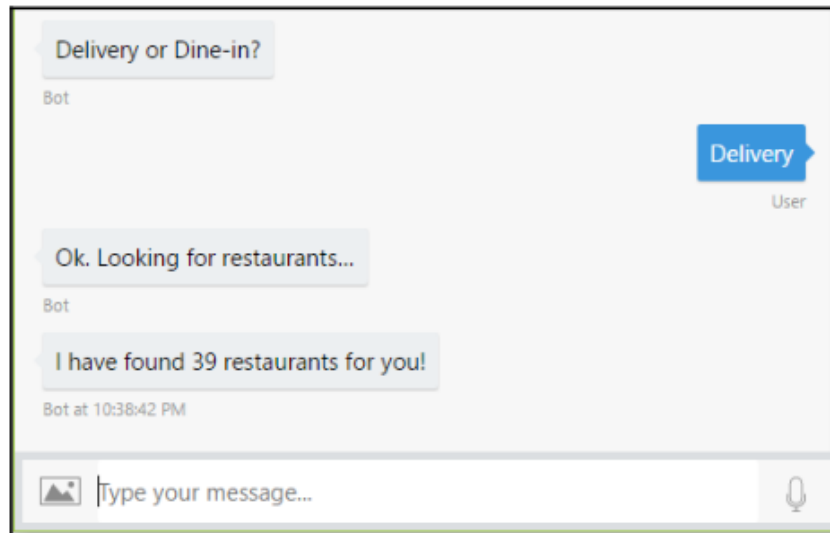 Delivery or Dine-in?
Bot
Delivery
User
Ok. Looking for restaurants...
Bot
I have found 39 restaurants for you!
Bot at 10:38:42 PM
Type your message...